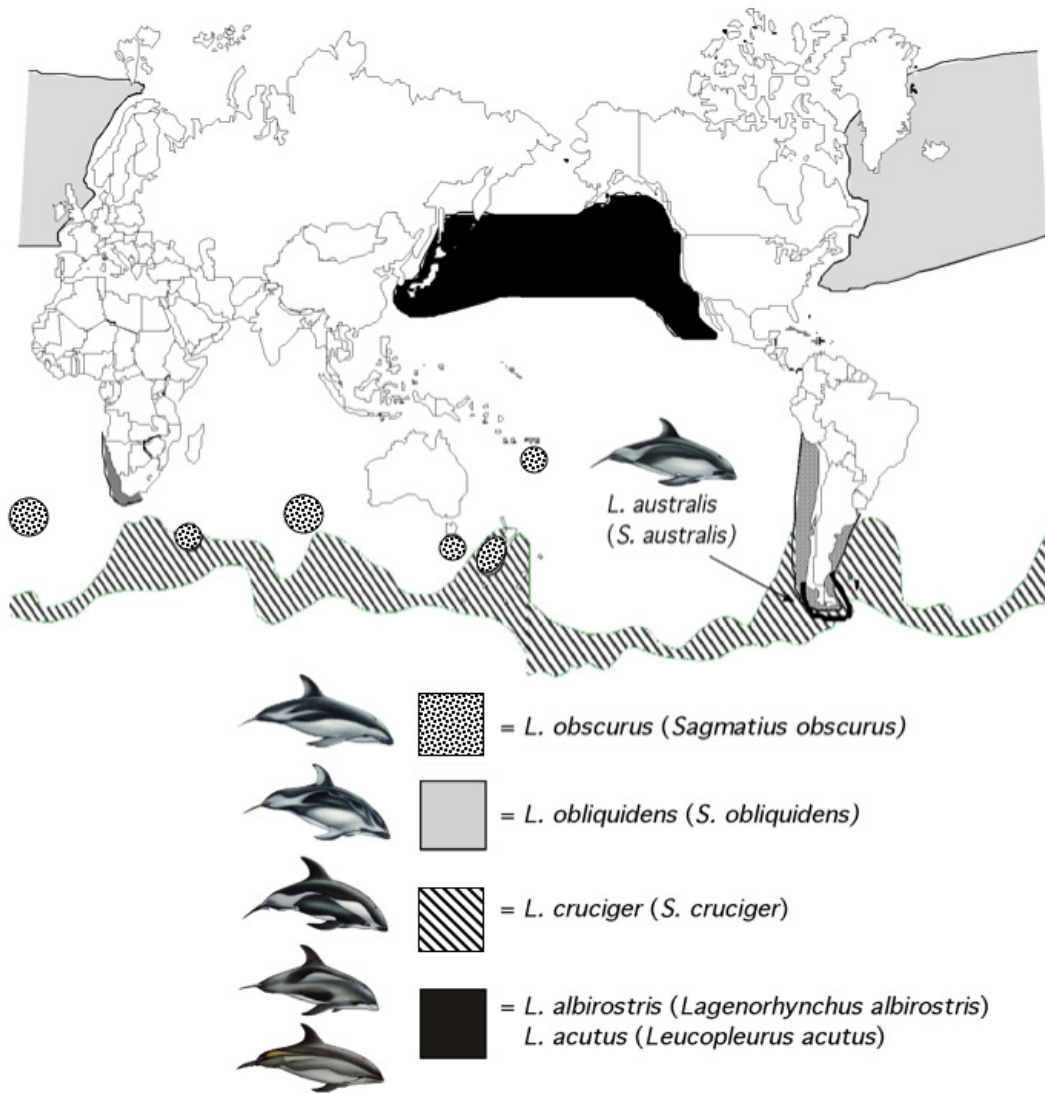 L. australis
(S. australis)
= L. obscurus (Sagmatius obscurus)
= L. obliquidens (S. obliquidens)
= L. cruciger (S. cruciger)
= L. albirostris (Lagenorhynchus albirostris)
L. acutus (Leucopleurus acutus)